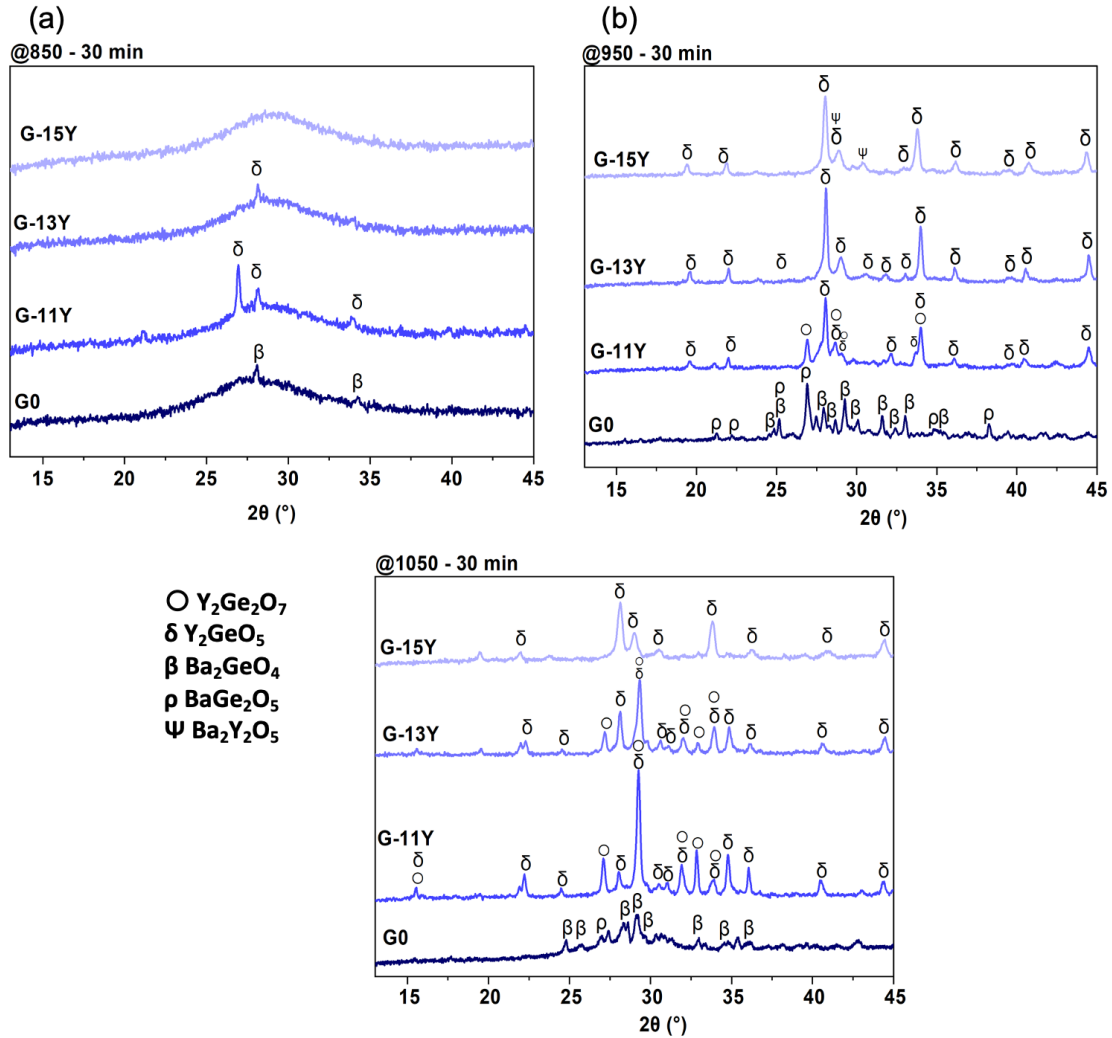 (a)
@850 - 30 min
G-15Y
δ
G-13Y
δ δ
δ
G-11Y
β
β
G0
15 20 25 30 35 40 45
2θ (°)
(b)
@950 - 30 min
δ
ψ
G-15Y δ δ δ ψ δ δ δ δ δ δ
δ
δ
G-13Y δ δ δ δ δ δ δ δ δ δ δ
δ
○ ○ ○ ○
G-11Y δ δ δ δ δ δ δ δ δ δ δ
ρ
ρ β β β
G0 ρ ρ β β β β β β β β ρ β ρ
15 20 25 30 35 40 45
2θ (°)
@1050 - 30 min
δ
δ δ
G-15Y δ δ δ δ δ
○
δ
○ ○
G-13Y δ δ ○ δ δ δ δ ○ δ δ δ δ δ
○
δ
G-11Y
δ ○ ○ ○
○ δ δ ○ δ δ δ δ δ δ δ δ δ
G0 β β ρ β β β β β β
15 20 25 30 35 40 45
2θ (°)
○ Y₂Ge₂O₇
δ Y₂GeO₅
β Ba₂GeO₄
ρ BaGe₂O₅
Ψ Ba₂Y₂O₅